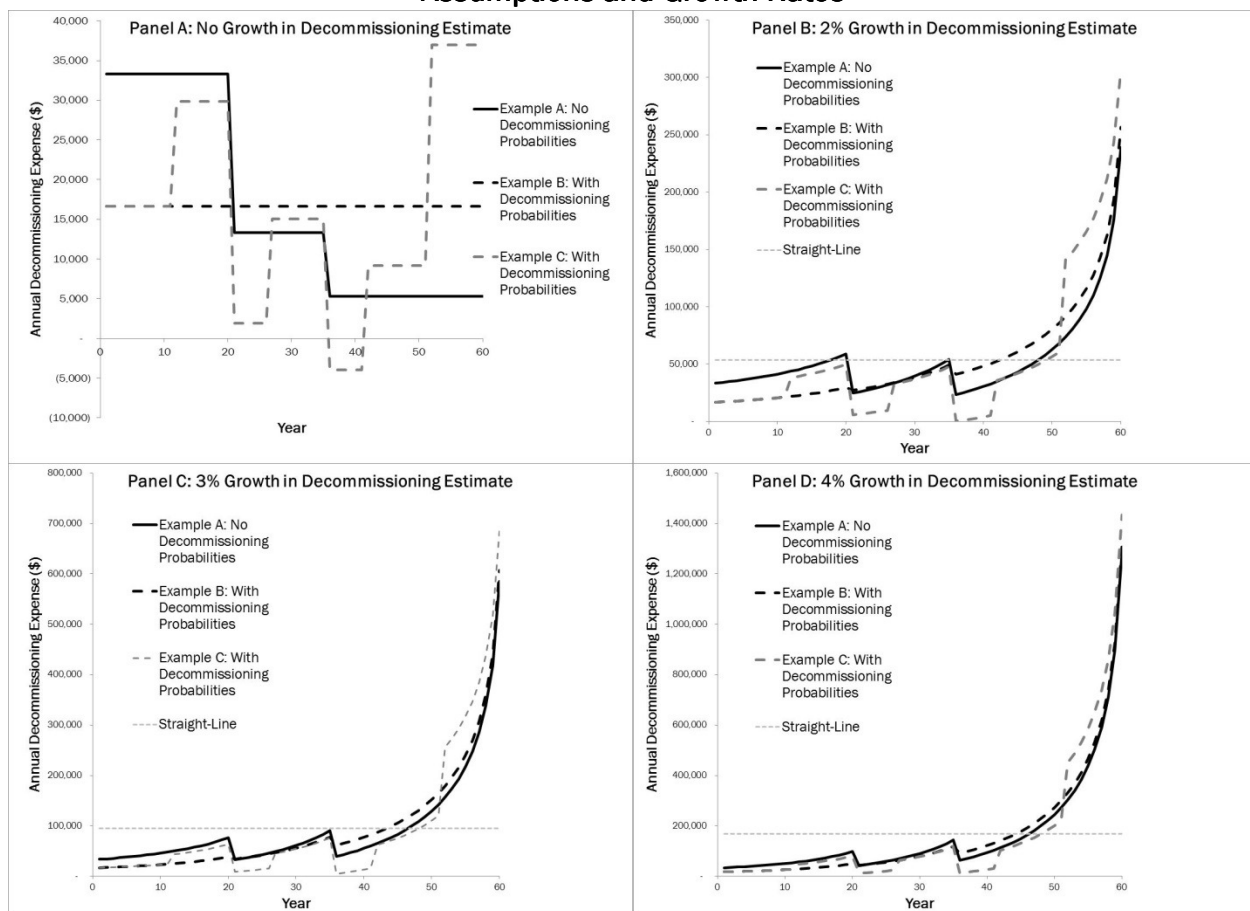 Assumptions and Growth Rates
Panel A: No Growth in Decommissioning Estimate
Annual Decommissioning Expense ($)
40,000
35,000
30,000
25,000
20,000
15,000
10,000
5,000
-
(5,000)
(10,000)
0
10
20
30
40
50
60
Year
Example A: No
Decommissioning
Probabilities
Example B: With
Decommissioning
Probabilities
Example C: With
Decommissioning
Probabilities
Panel B: 2% Growth in Decommissioning Estimate
Annual Decommissioning Expense ($)
350,000
300,000
250,000
200,000
150,000
100,000
50,000
-
0
10
20
30
40
50
60
Year
Example A: No
Decommissioning
Probabilities
Example B: With
Decommissioning
Probabilities
Example C: With
Decommissioning
Probabilities
Straight-Line
Panel C: 3% Growth in Decommissioning Estimate
Annual Decommissioning Expense ($)
800,000
700,000
600,000
500,000
400,000
300,000
200,000
100,000
-
0
10
20
30
40
50
60
Year
Example A: No
Decommissioning
Probabilities
Example B: With
Decommissioning
Probabilities
Example C: With
Decommissioning
Probabilities
Straight-Line
Panel D: 4% Growth in Decommissioning Estimate
Annual Decommissioning Expense ($)
1,600,000
1,400,000
1,200,000
1,000,000
800,000
600,000
400,000
200,000
-
0
10
20
30
40
50
60
Year
Example A: No
Decommissioning
Probabilities
Example B: With
Decommissioning
Probabilities
Example C: With
Decommissioning
Probabilities
Straight-Line